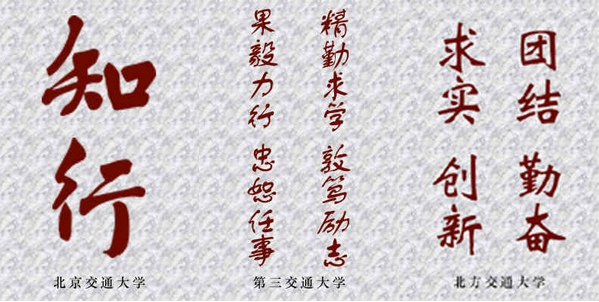 知行
北京交通大学
精勤求学 敦笃励志
果毅力行 忠恕任事
第三交通大学
团结 勤奋
求实 创新
北方交通大学